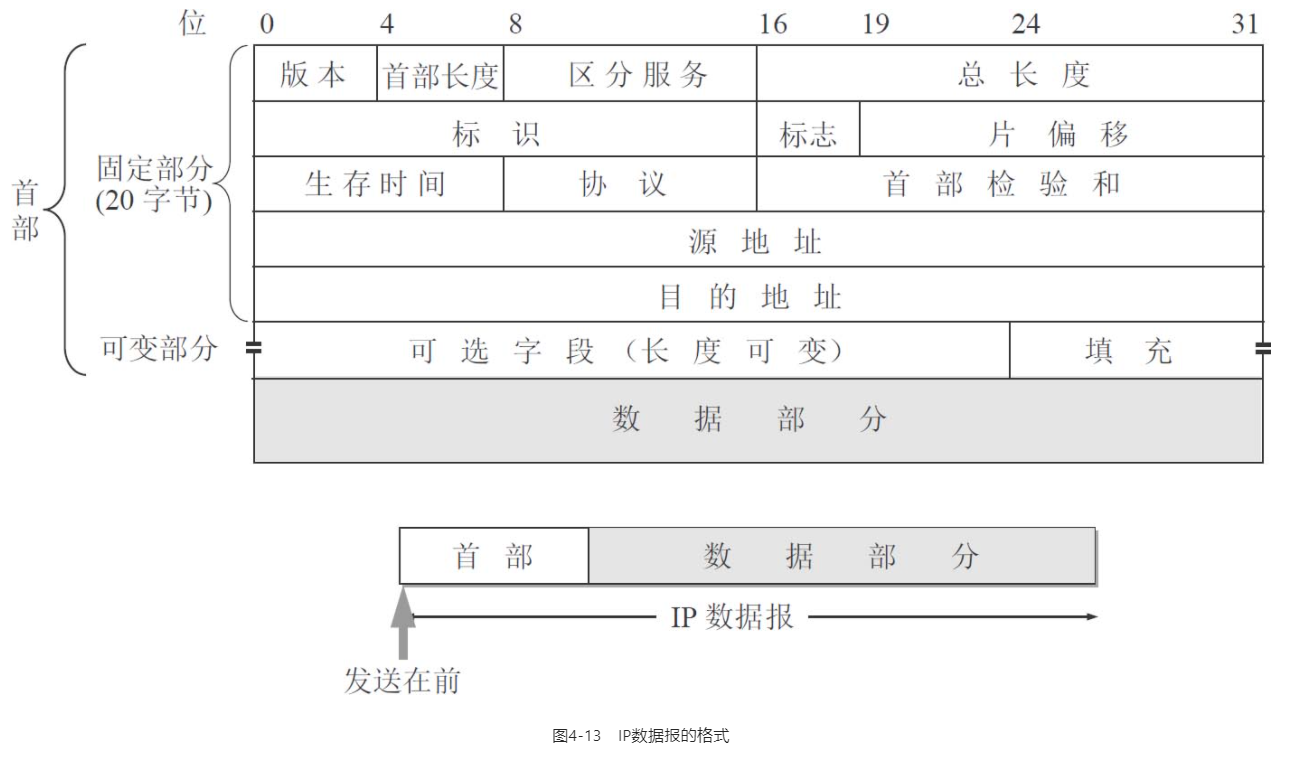 位 0 4 8 16 19 24 31
版本 首部长度 区分服务 总长度
标识 标志 片偏移
固定部分
(20 字节)
生存时间 协议 首部检验和
首部
源地址
目的地址
可变部分 可选字段(长度可变) 填充
数据部分
首部 数据部分
IP 数据报
发送在前
图4-13 IP数据报的格式